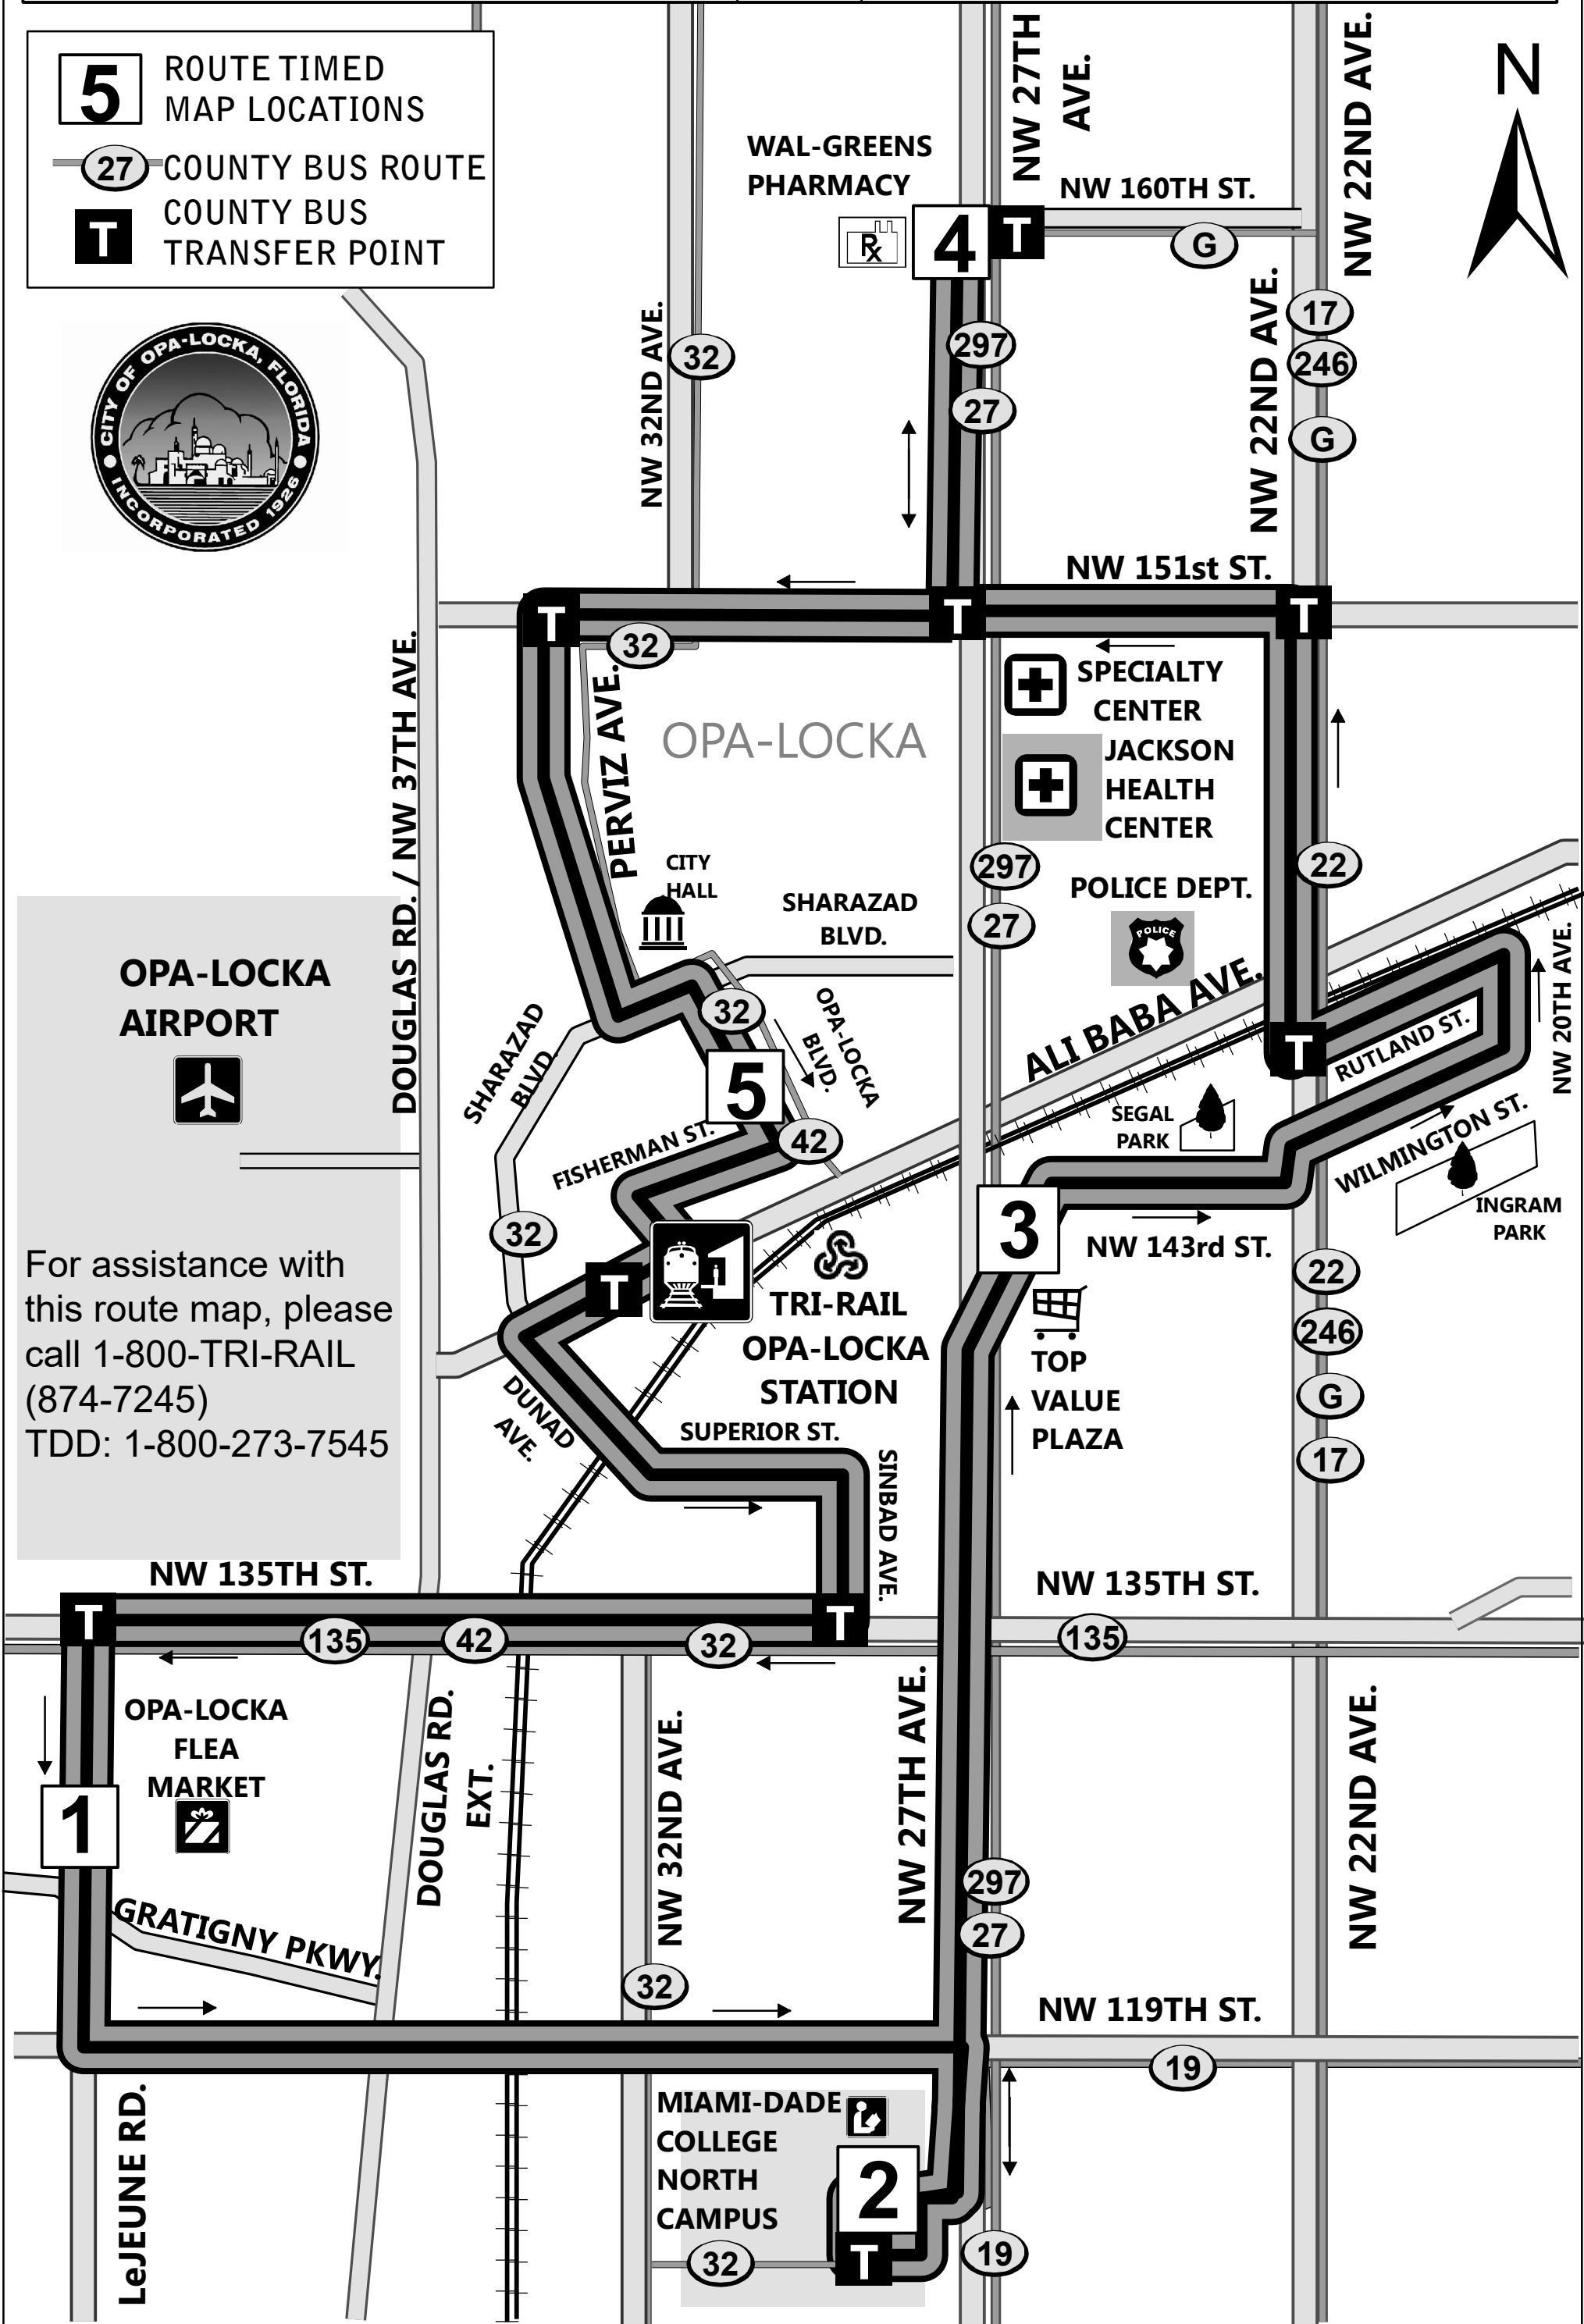 5
ROUTE TIMED
MAP LOCATIONS
27
COUNTY BUS ROUTE
T
COUNTY BUS
TRANSFER POINT
CITY OF OPA-LOCKA, FLORIDA
INCORPORATED 1926
N
NW 27TH
AVE.
NW 22ND AVE.
WAL-GREENS
PHARMACY
Rx
4
T
NW 160TH ST.
G
NW 32ND AVE.
32
297
27
NW 22ND AVE.
17
246
G
NW 151st ST.
T
T
T
32
SPECIALTY
CENTER
JACKSON
HEALTH
CENTER
OPA-LOCKA
PERVIZ AVE.
DOUGLAS RD. / NW 37TH AVE.
CITY
HALL
SHARAZAD
BLVD.
297
27
22
POLICE DEPT.
POLICE
ALI BABA AVE.
NW 20TH AVE.
OPA-LOCKA
AIRPORT
SHARAZAD
BLVD.
32
OPA-LOCKA
BLVD.
5
42
FISHERMAN ST.
T
RUTLAND ST.
SEGAL
PARK
WILMINGTON ST.
INGRAM
PARK
3
NW 143rd ST.
32
T
TRI-RAIL
OPA-LOCKA
STATION
TOP
VALUE
PLAZA
22
246
G
17
For assistance with
this route map, please
call 1-800-TRI-RAIL
(874-7245)
TDD: 1-800-273-7545
DUNAD
AVE.
SUPERIOR ST.
SINBAD AVE.
NW 135TH ST.
NW 135TH ST.
T
T
135
42
32
135
OPA-LOCKA
FLEA
MARKET
1
DOUGLAS RD.
EXT.
NW 32ND AVE.
NW 27TH AVE.
NW 22ND AVE.
297
27
GRATIGNY PKWY.
32
NW 119TH ST.
19
LeJEUNE RD.
MIAMI-DADE
COLLEGE
NORTH
CAMPUS
2
T
32
19